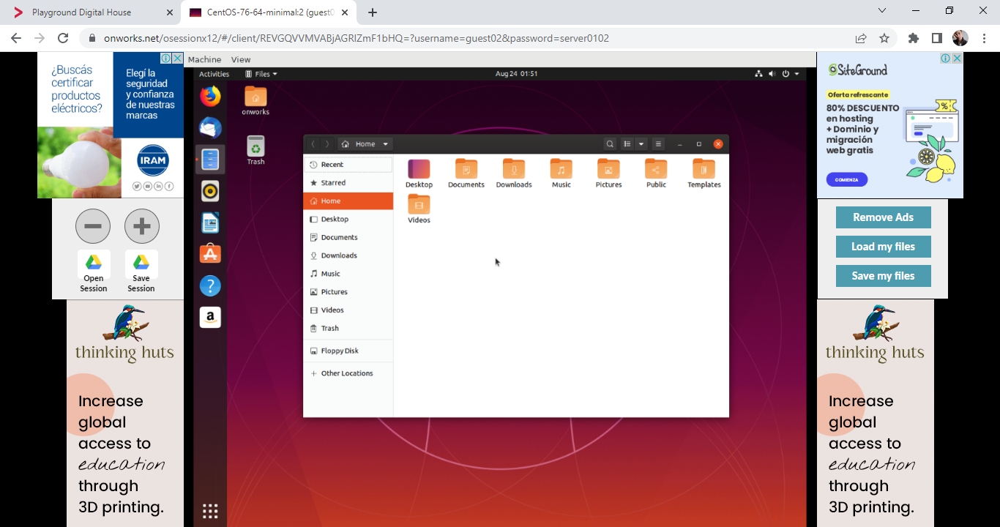 Playground Digital House
CentOS-76-64-minimal:2 (guest0
onworks.net/osessionx12/#/client/REVGQVVMVABjAGRlZmF1bHQ=?username=guest02&password=server0102
Machine View
Activities Files Aug 24 01:51
¿Buscás
certificar
productos
eléctricos?
Elegí la
seguridad
y confianza
de nuestras
marcas
IRAM
Open
Session
Save
Session
thinking huts
Increase
global
access to
education
through
3D printing.
onworks
Trash
Home
Recent
Starred
Home
Desktop
Documents
Downloads
Music
Pictures
Videos
Trash
Floppy Disk
Other Locations
Desktop Documents Downloads Music Pictures Public Templates
Videos
SiteGround
Oferta refrescante
80% DESCUENTO
en hosting
+ Dominio y
migración
web gratis
COMIENZA
Remove Ads
Load my files
Save my files
thinking huts
Increase
global
access to
education
through
3D printing.